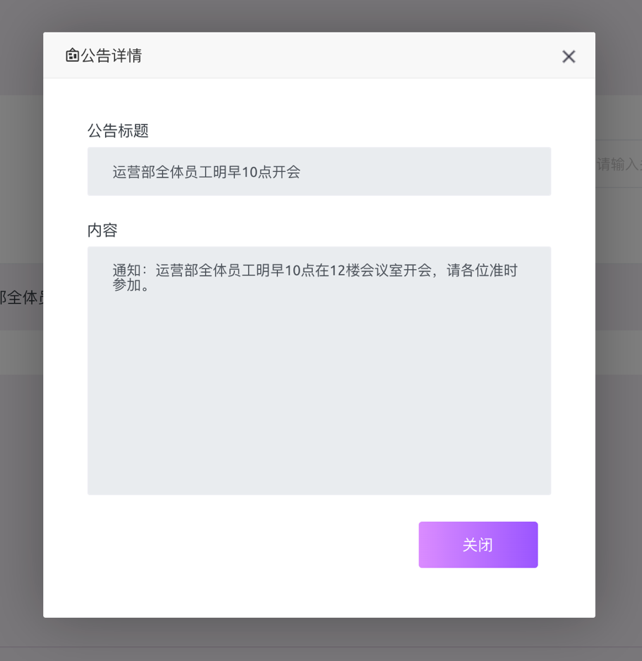 公告详情
公告标题
运营部全体员工明早10点开会
请输入
内容
通知：运营部全体员工明早10点在12楼会议室开会，请各位准时
参加。
部全体员
关闭